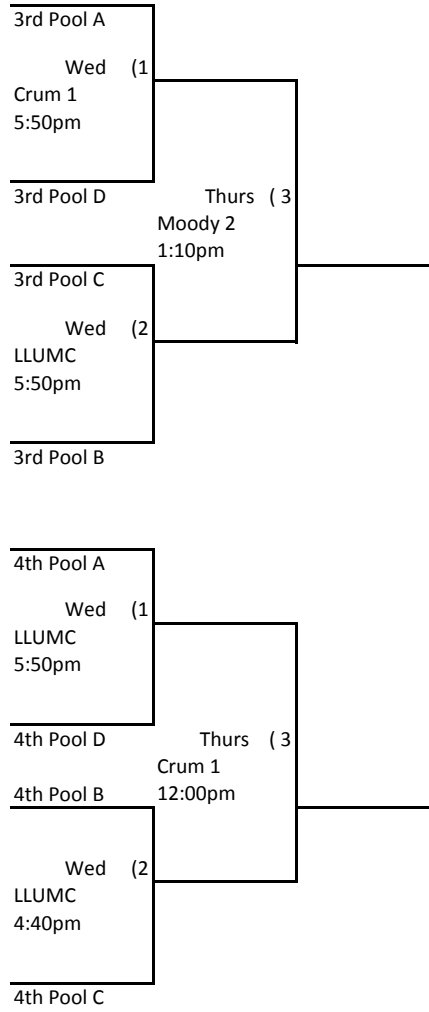 3rd Pool A
Wed (1
Crum 1
5:50pm
3rd Pool D
Thurs ( 3
Moody 2
1:10pm
3rd Pool C
Wed (2
LLUMC
5:50pm
3rd Pool B
4th Pool A
Wed (1
LLUMC
5:50pm
4th Pool D
Thurs ( 3
Crum 1
12:00pm
4th Pool B
Wed (2
LLUMC
4:40pm
4th Pool C